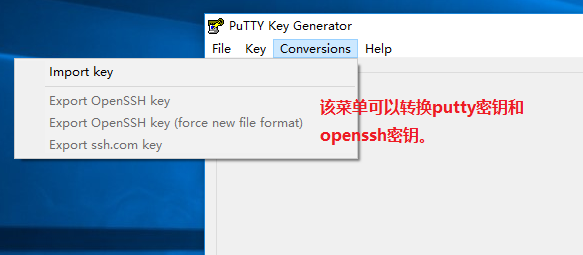 PuTTY Key Generator
File Key Conversions Help
Import key
Export OpenSSH key
Export OpenSSH key (force new file format)
Export ssh.com key
该菜单可以转换putty密钥和
openssh密钥。